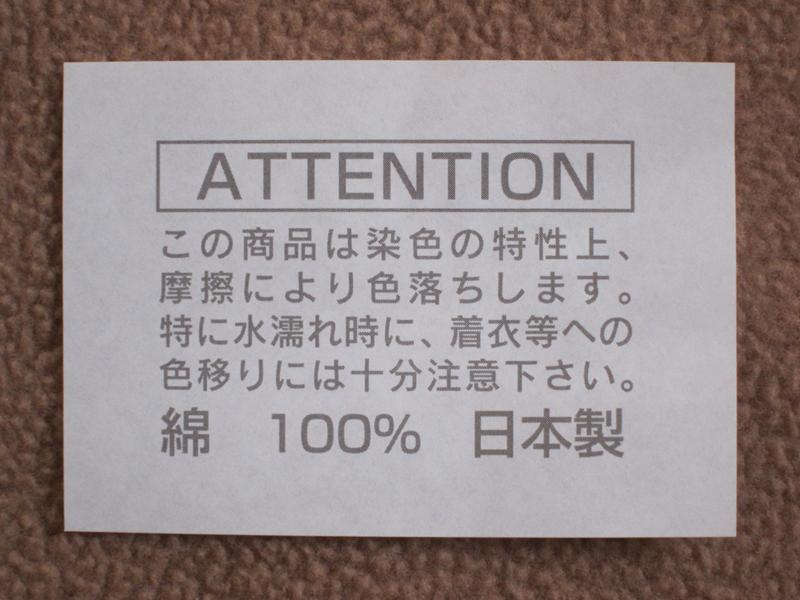 ATTENTION
この商品は染色の特性上、
摩擦により色落ちします。
特に水濡れ時に、着衣等への
色移りには十分注意下さい。
綿　100%　日本製